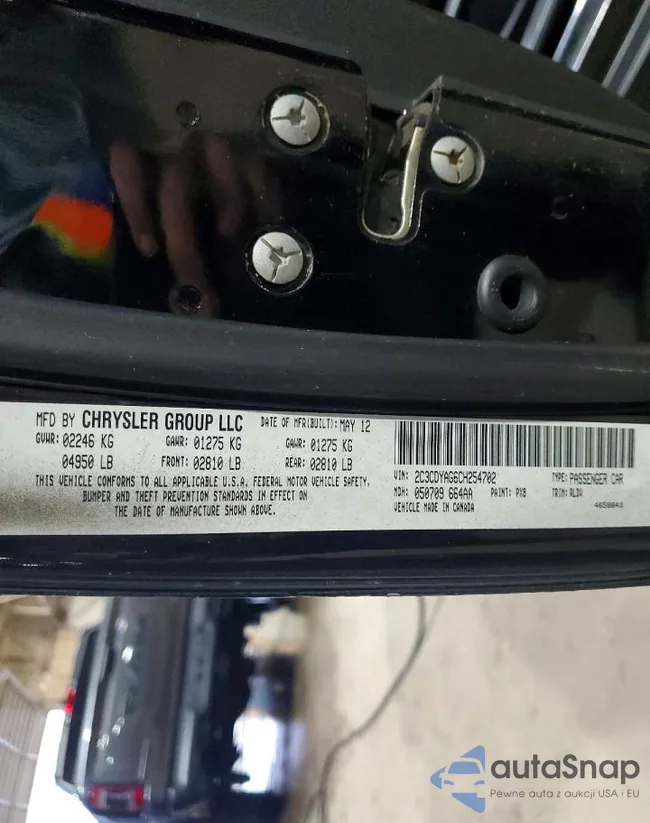 MFD BY CHRYSLER GROUP LLC DATE OF MFR(BUILT): MAY 12
GVWR: 02246 KG GAWR: 01275 KG GAWR: 01275 KG
04950 LB FRONT: 02810 LB REAR: 02810 LB
THIS VEHICLE CONFORMS TO ALL APPLICABLE U.S.A. FEDERAL MOTOR VEHICLE SAFETY,
BUMPER AND THEFT PREVENTION STANDARDS IN EFFECT ON
THE DATE OF MANUFACTURE SHOWN ABOVE.
VIN: 2C3CDYAG6CH254702 TYPE: PASSENGER CAR
MDH: 050709 664AA PAINT: PX8 TRIM: RLDV
VEHICLE MADE IN CANADA 4658843
autaSnap
Pewne auta z aukcji USA i EU